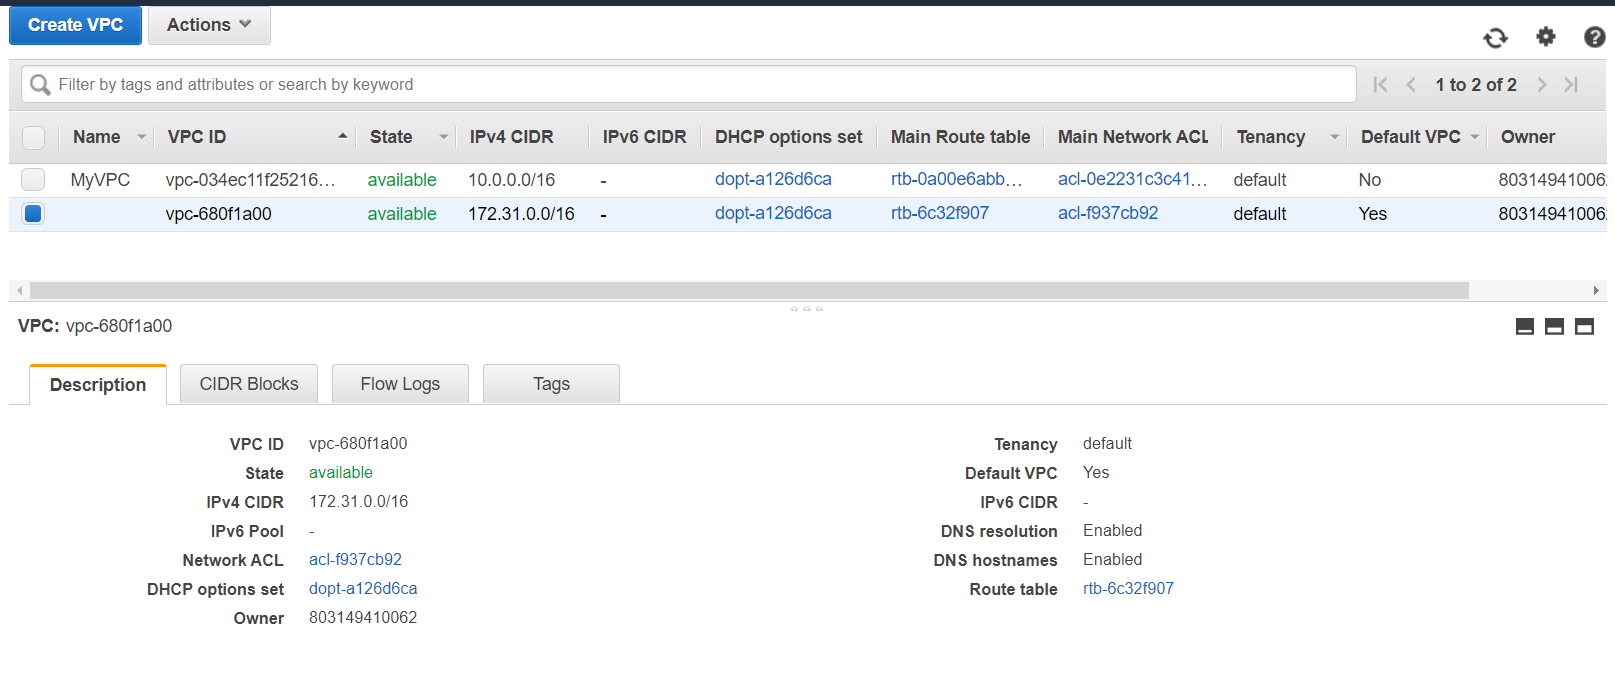 Create VPC Actions
Filter by tags and attributes or search by keyword 1 to 2 of 2
Name VPC ID State IPv4 CIDR IPv6 CIDR DHCP options set Main Route table Main Network ACL Tenancy Default VPC Owner
MyVPC vpc-034ec11f25216... available 10.0.0.0/16 - dopt-a126d6ca rtb-0a00e6abb... acl-0e2231c3c41... default No 803149410062
vpc-680f1a00 available 172.31.0.0/16 - dopt-a126d6ca rtb-6c32f907 acl-f937cb92 default Yes 803149410062
VPC: vpc-680f1a00
Description CIDR Blocks Flow Logs Tags
VPC ID vpc-680f1a00 Tenancy default
State available Default VPC Yes
IPv4 CIDR 172.31.0.0/16 IPv6 CIDR -
IPv6 Pool - DNS resolution Enabled
Network ACL acl-f937cb92 DNS hostnames Enabled
DHCP options set dopt-a126d6ca Route table rtb-6c32f907
Owner 803149410062